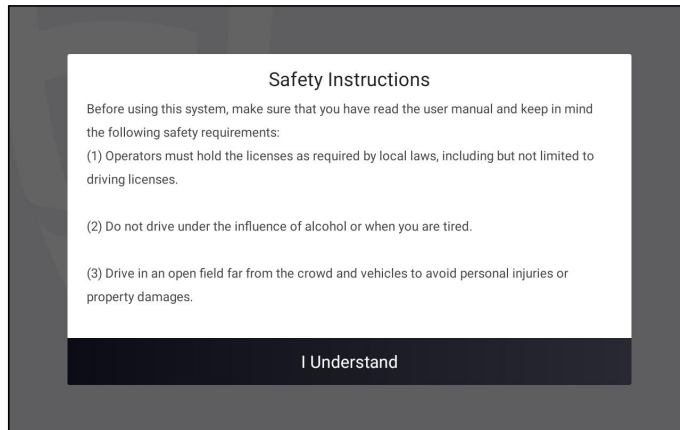 Safety Instructions
Before using this system, make sure that you have read the user manual and keep in mind
the following safety requirements:
(1) Operators must hold the licenses as required by local laws, including but not limited to
driving licenses.
(2) Do not drive under the influence of alcohol or when you are tired.
(3) Drive in an open field far from the crowd and vehicles to avoid personal injuries or
property damages.
I Understand